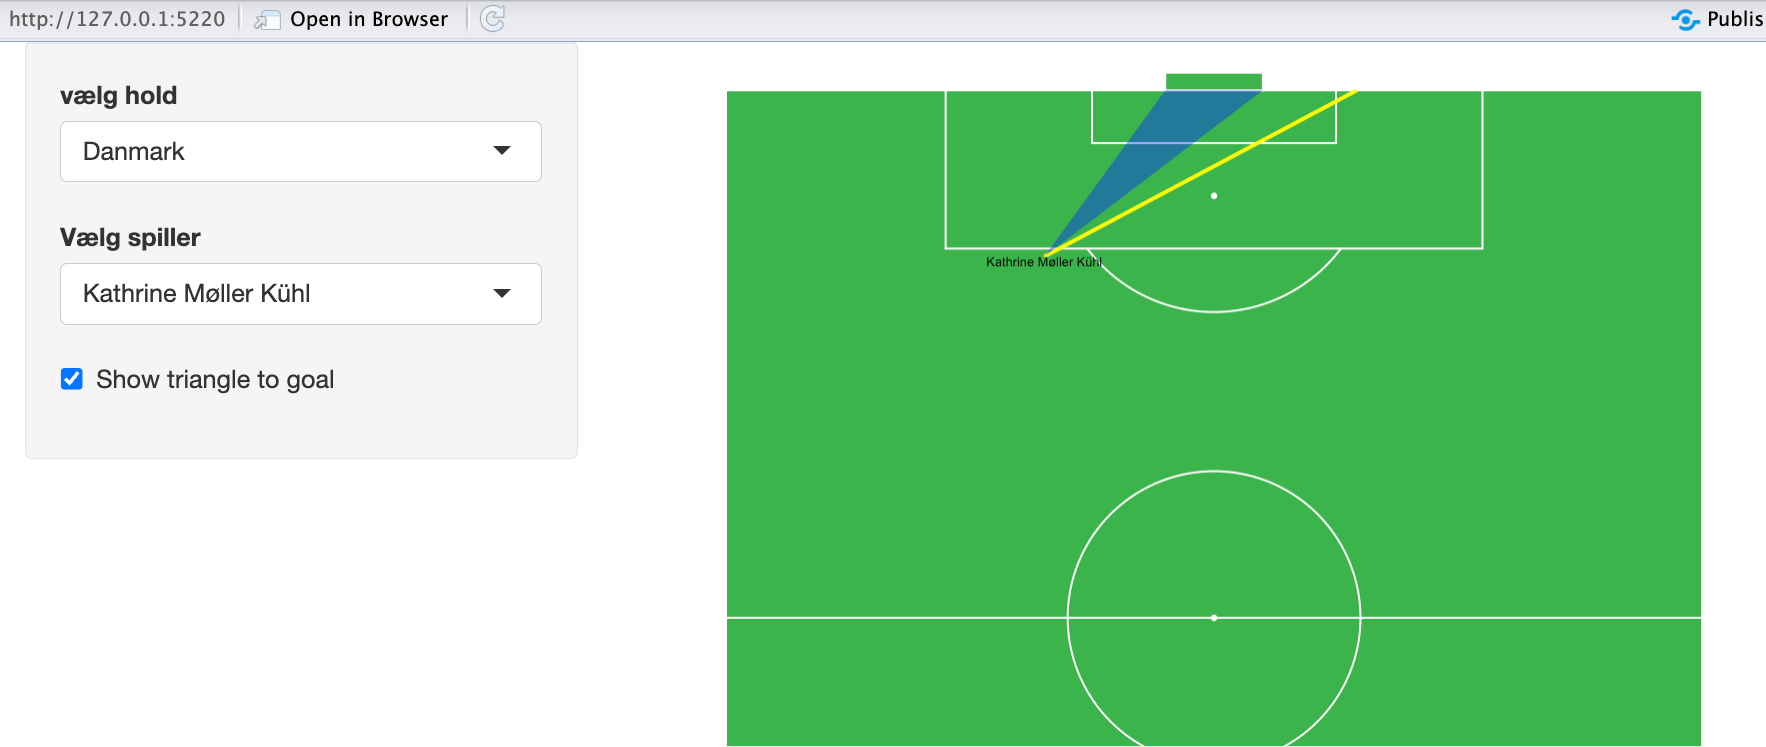 http://127.0.0.1:5220 Open in Browser Publis
vælg hold
Danmark
Vælg spiller
Kathrine Møller Kühl
Show triangle to goal
Kathrine Møller Kühl